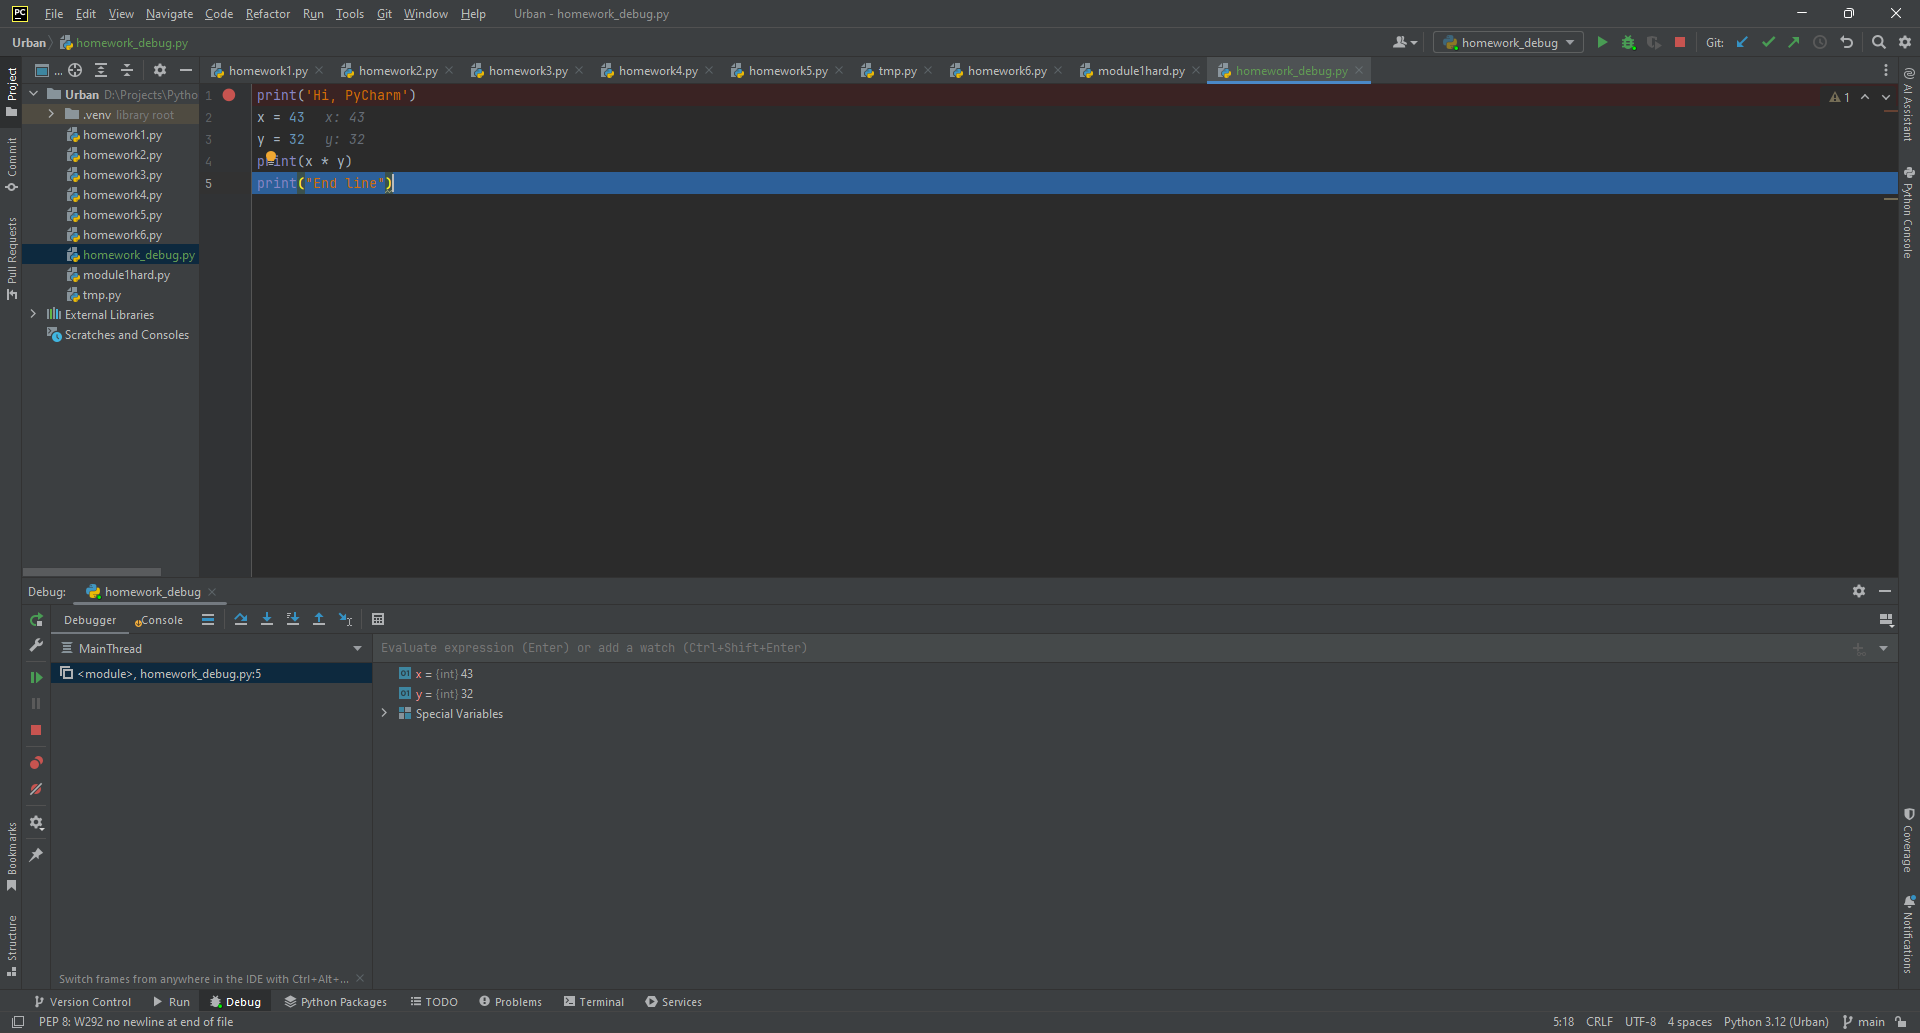 PC File Edit View Navigate Code Refactor Run Tools Git Window Help Urban - homework_debug.py
Urban homework_debug.py homework_debug Git:
... homework1.py homework2.py homework3.py homework4.py homework5.py tmp.py homework6.py module1hard.py homework_debug.py
Project
Commit
Pull Requests
Bookmarks
Structure
Urban D:\Projects\Pytho
.venv library root
homework1.py
homework2.py
homework3.py
homework4.py
homework5.py
homework6.py
homework_debug.py
module1hard.py
tmp.py
External Libraries
Scratches and Consoles
1 print('Hi, PyCharm')
2 x = 43 x: 43
3 y = 32 y: 32
4 print(x * y)
5 print("End line")
1
AI Assistant
Python Console
Coverage
Notifications
Debug: homework_debug
Debugger Console
MainThread
<module>, homework_debug.py:5
Switch frames from anywhere in the IDE with Ctrl+Alt+...
Evaluate expression (Enter) or add a watch (Ctrl+Shift+Enter)
01 x = {int} 43
01 y = {int} 32
Special Variables
Version Control Run Debug Python Packages TODO Problems Terminal Services
PEP 8: W292 no newline at end of file 5:18 CRLF UTF-8 4 spaces Python 3.12 (Urban) main